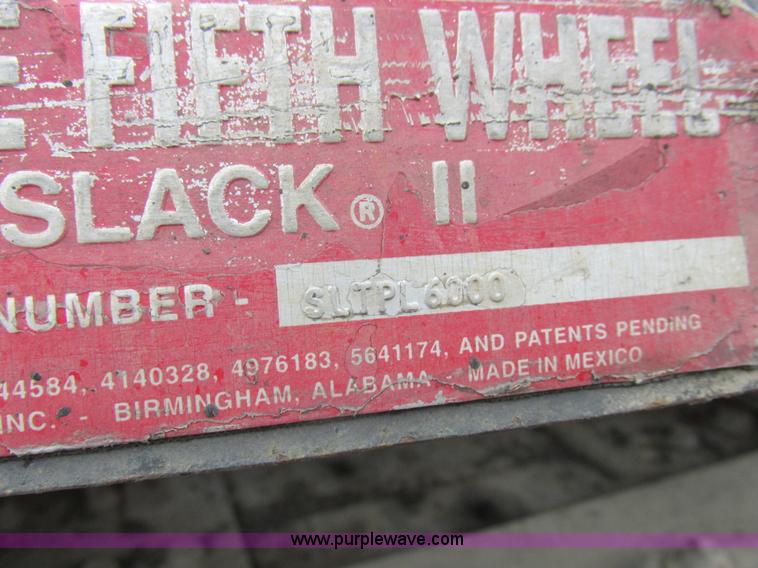 E FIFTH WHEEL
SLACK® II
NUMBER - SLTPL6000
44584, 4140328, 4976183, 5641174, AND PATENTS PENDING
INC. - BIRMINGHAM, ALABAMA MADE IN MEXICO
www.purplewave.com